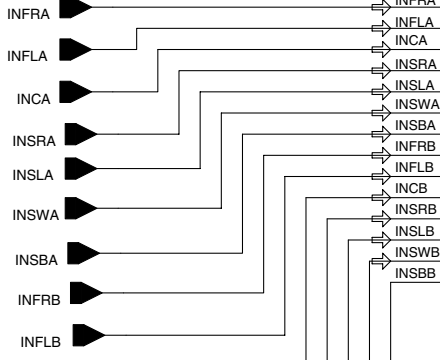 INFRA
INFLA
INCA
INSRA
INSLA
INSWA
INSBA
INFRB
INFLB
INFRA
INFLA
INCA
INSRA
INSLA
INSWA
INSBA
INFRB
INFLB
INCB
INSRB
INSLB
INSWB
INSBB